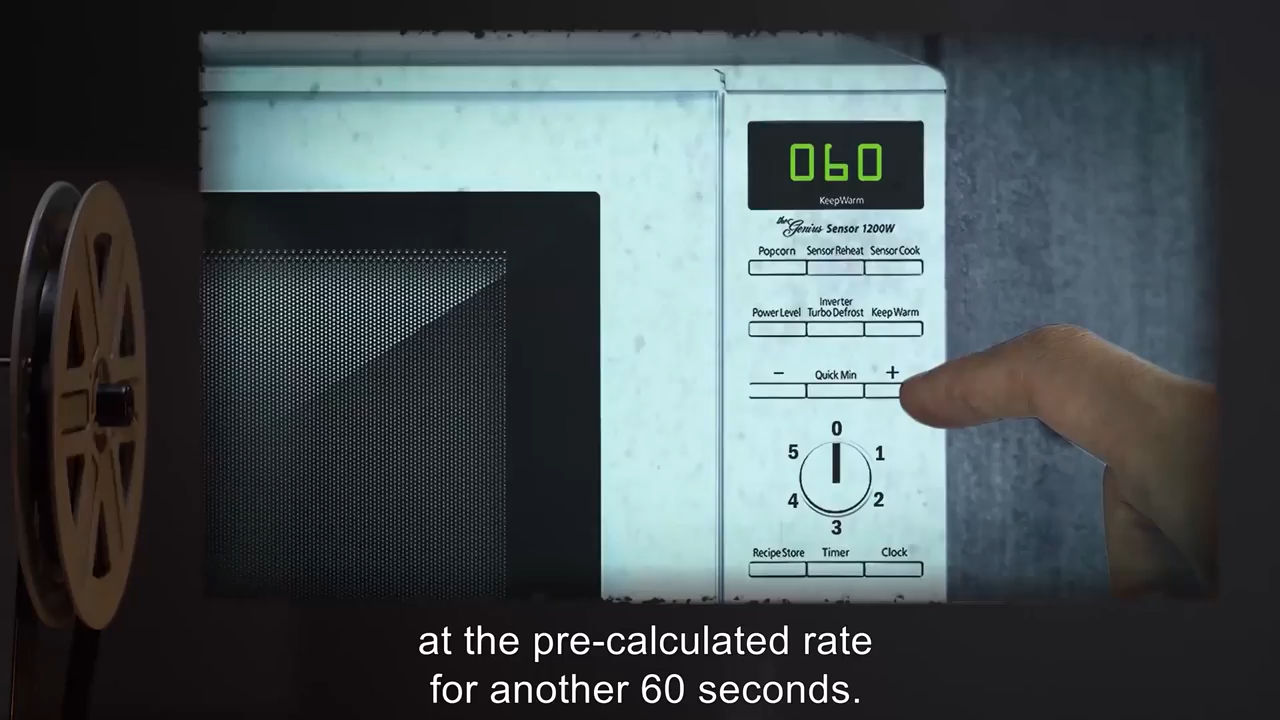 060
KeepWarm
the Genius Sensor 1200W
Popcorn Sensor Reheat Sensor Cook
Inverter
Power Level Turbo Defrost Keep Warm
− Quick Min +
0
5 1
4 2
3
Recipe Store Timer Clock
at the pre-calculated rate
for another 60 seconds.